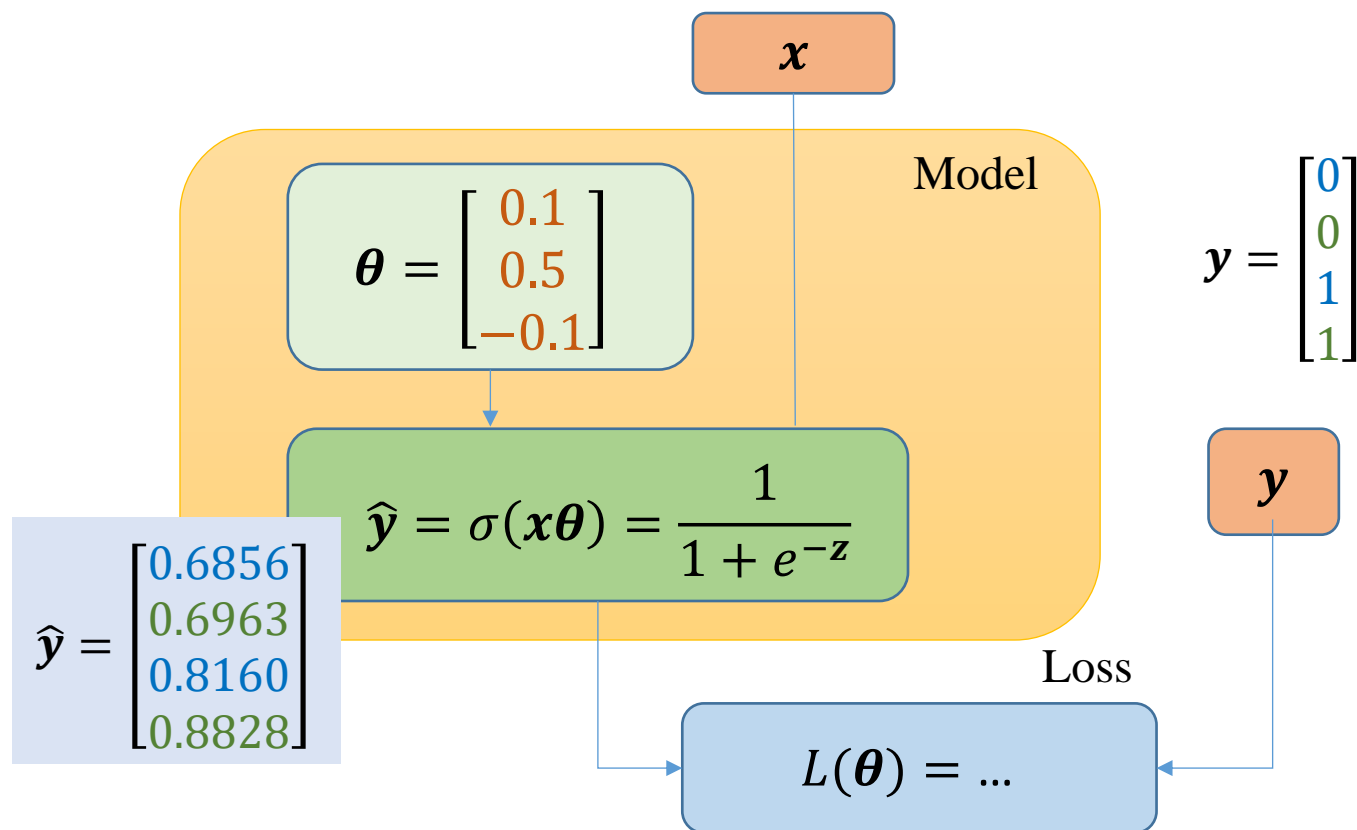 x
Model
θ = [0.1 0.5 −0.1]
y = [0 0 1 1]
ŷ = σ(xθ) = 1 / (1 + e^{−z})
y
ŷ = [0.6856 0.6963 0.8160 0.8828]
Loss
L(θ) = ...